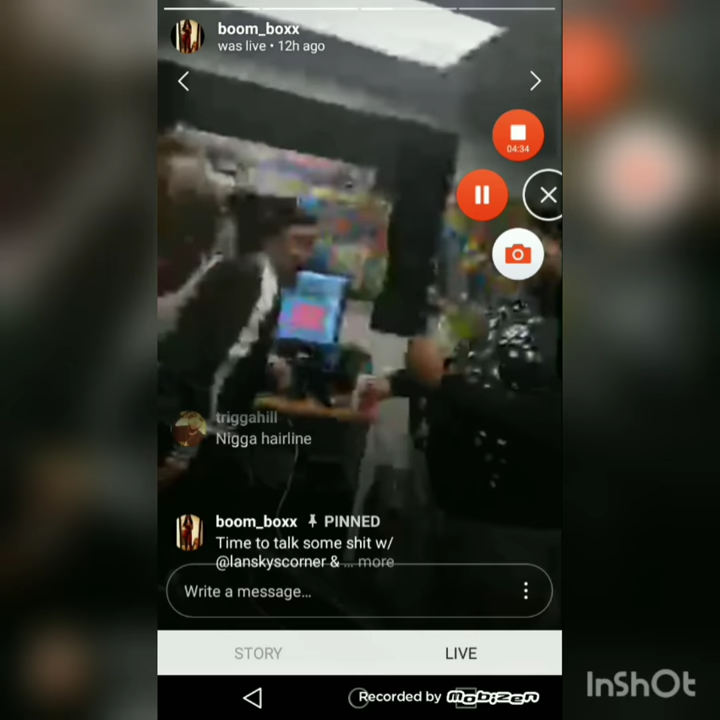 boom_boxx
was live • 12h ago
04:34
triggahill
Nigga hairline
boom_boxx PINNED
Time to talk some shit w/
@lanskyscorner & ... more
Write a message...
STORY LIVE
Recorded by mobizen
InShOt